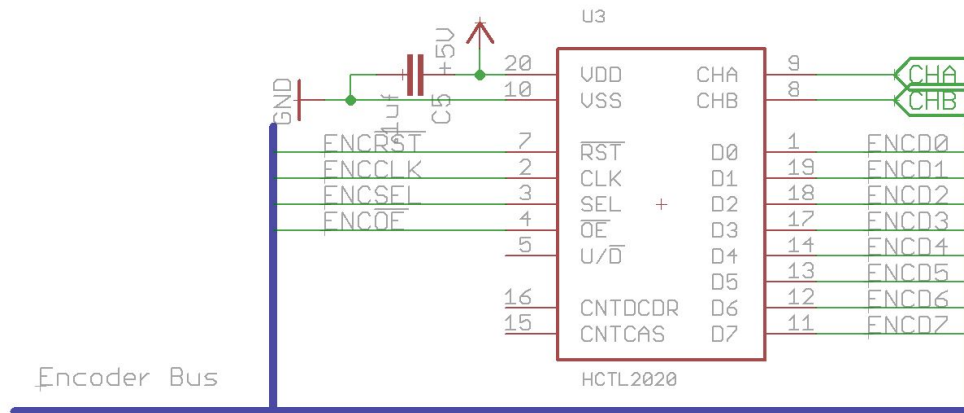 U3
+5V
GND
.1uf
C5
20 VDD CHA 9 CHA
10 VSS CHB 8 CHB
ENCRST 7 RST D0 1 ENCD0
ENCCLK 2 CLK D1 19 ENCD1
ENCSEL 3 SEL D2 18 ENCD2
ENCOE 4 OE D3 17 ENCD3
5 U/D D4 14 ENCD4
D5 13 ENCD5
16 CNTDCDR D6 12 ENCD6
15 CNTCAS D7 11 ENCD7
Encoder Bus
HCTL2020